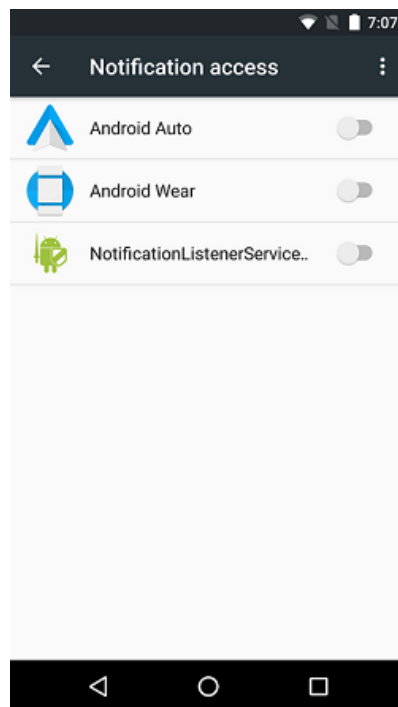 7:07
Notification access
Android Auto
Android Wear
NotificationListenerService..